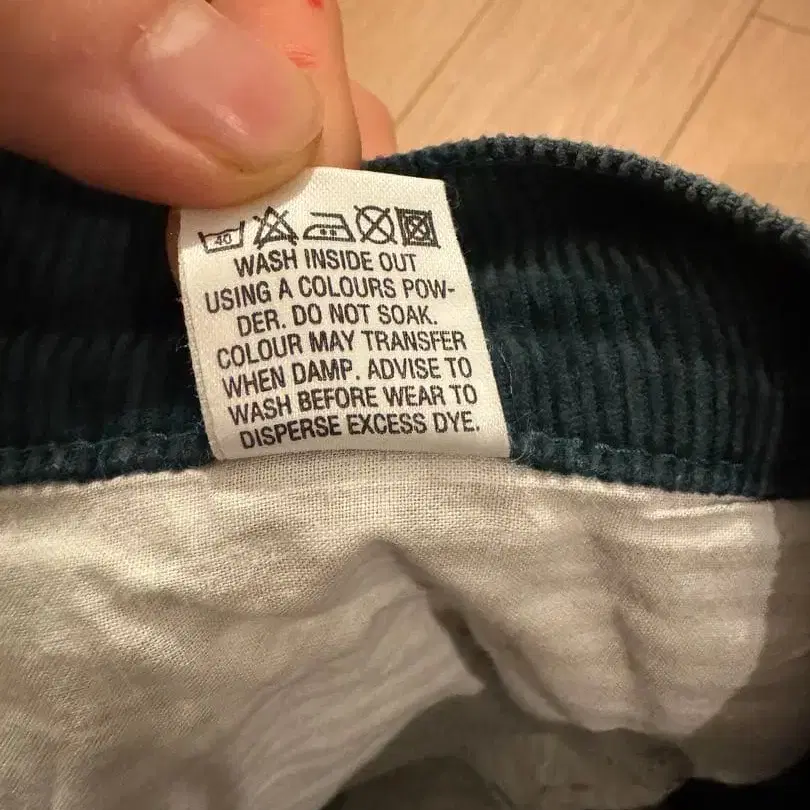 40
WASH INSIDE OUT
USING A COLOURS POW-
DER. DO NOT SOAK.
COLOUR MAY TRANSFER
WHEN DAMP. ADVISE TO
WASH BEFORE WEAR TO
DISPERSE EXCESS DYE.